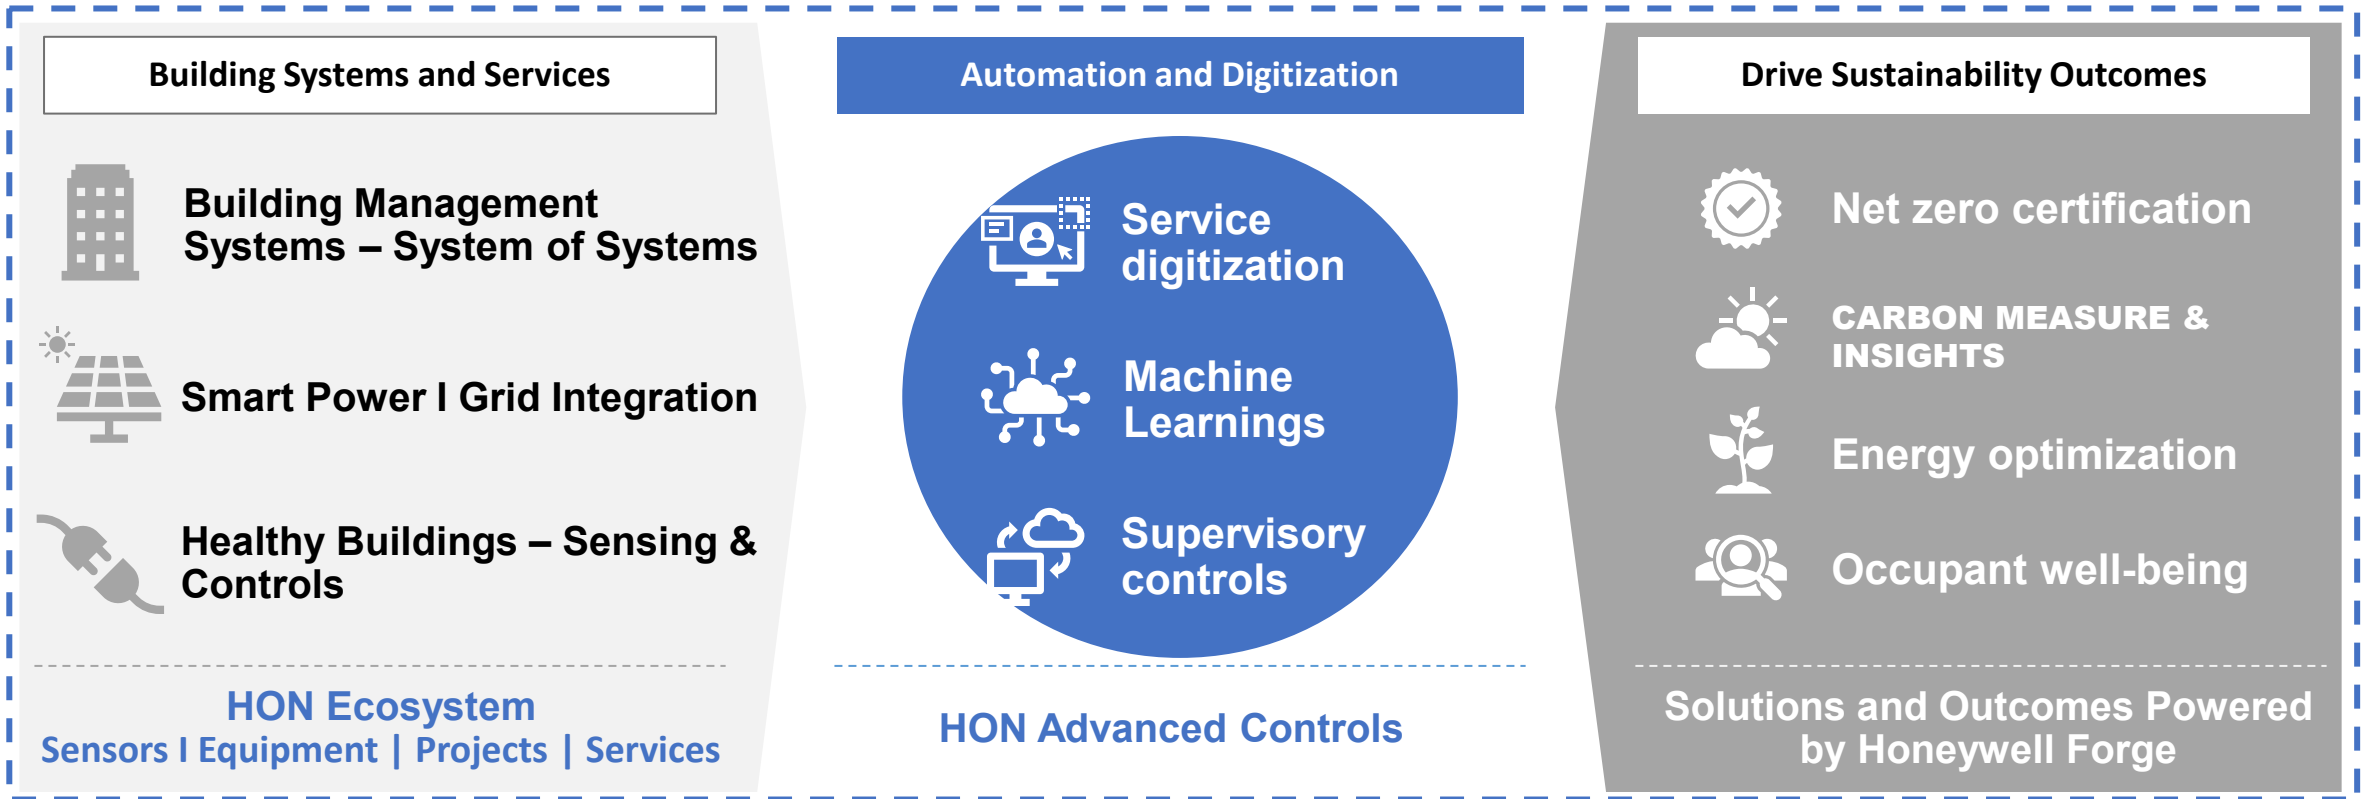 Building Systems and Services
Building Management
Systems – System of Systems
Smart Power I Grid Integration
Healthy Buildings – Sensing &
Controls
HON Ecosystem
Sensors I Equipment | Projects | Services
Automation and Digitization
Service
digitization
Machine
Learnings
Supervisory
controls
HON Advanced Controls
Drive Sustainability Outcomes
Net zero certification
CARBON MEASURE &
INSIGHTS
Energy optimization
Occupant well-being
Solutions and Outcomes Powered
by Honeywell Forge